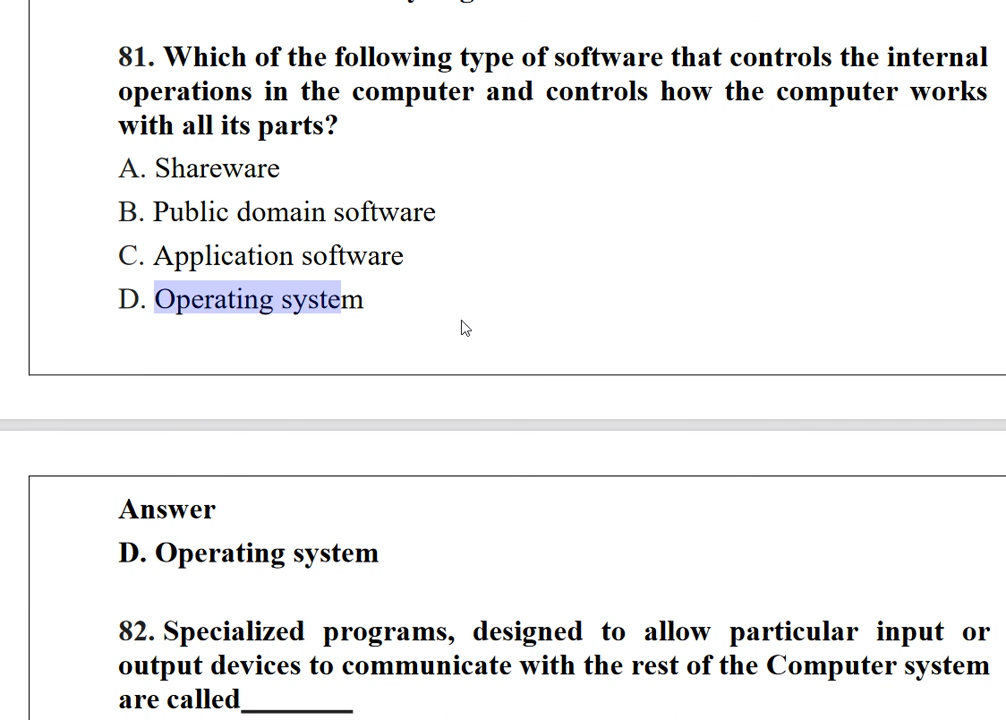 81. Which of the following type of software that controls the internal
operations in the computer and controls how the computer works
with all its parts?
A. Shareware
B. Public domain software
C. Application software
D. Operating system
Answer
D. Operating system
82. Specialized programs, designed to allow particular input or
output devices to communicate with the rest of the Computer system
are called________